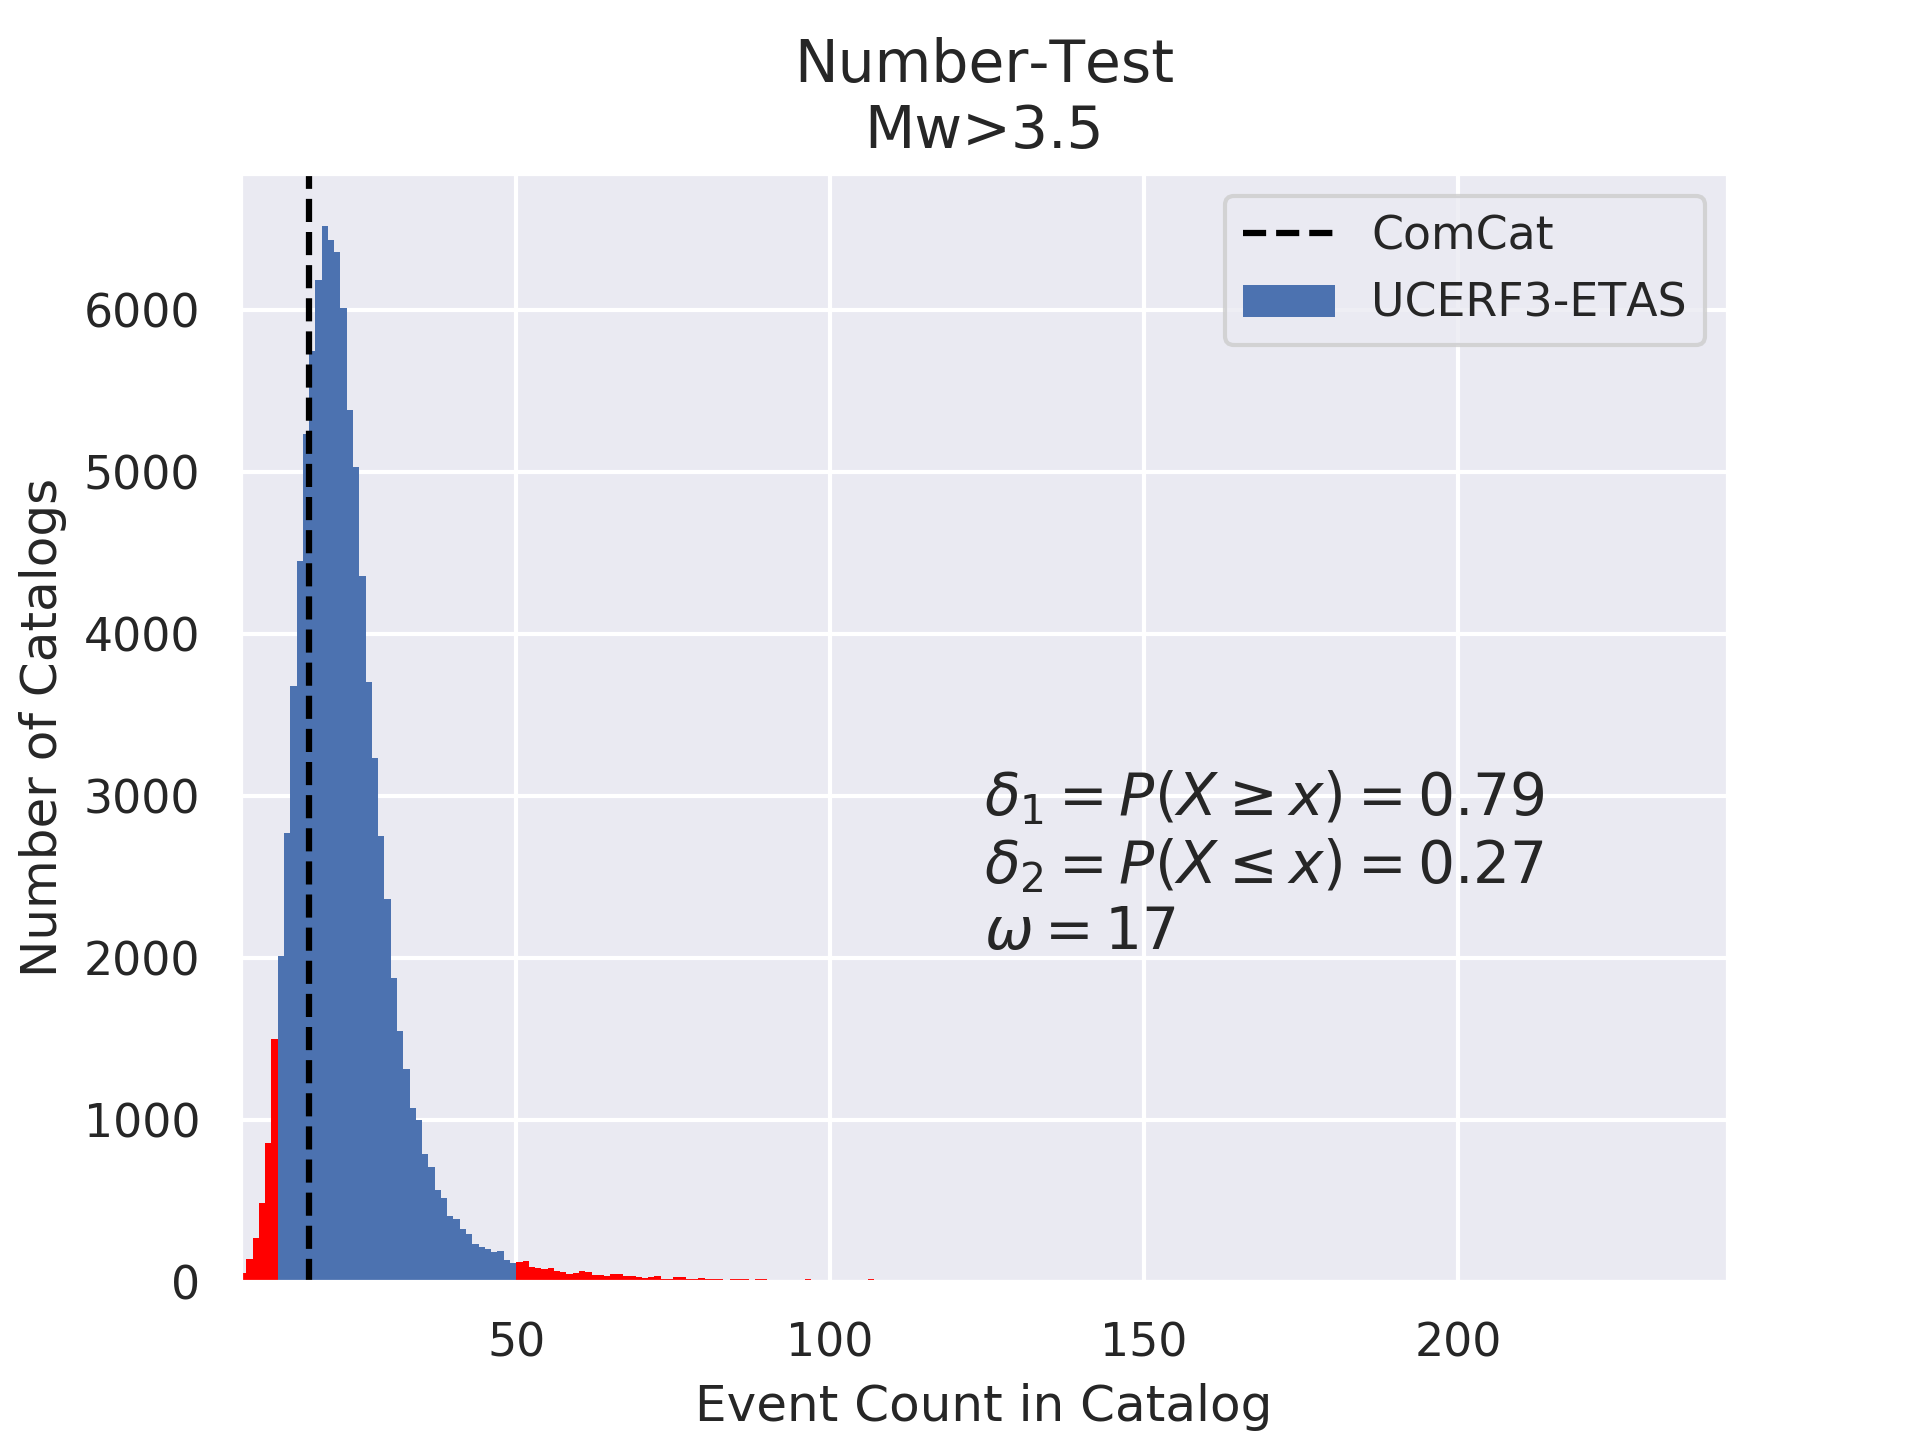 Number-Test
Mw>3.5
ComCat
UCERF3-ETAS
6000
5000
4000
3000
2000
1000
0
Number of Catalogs
δ₁ = P(X ≥ x) = 0.79
δ₂ = P(X ≤ x) = 0.27
ω = 17
50 100 150 200
Event Count in Catalog